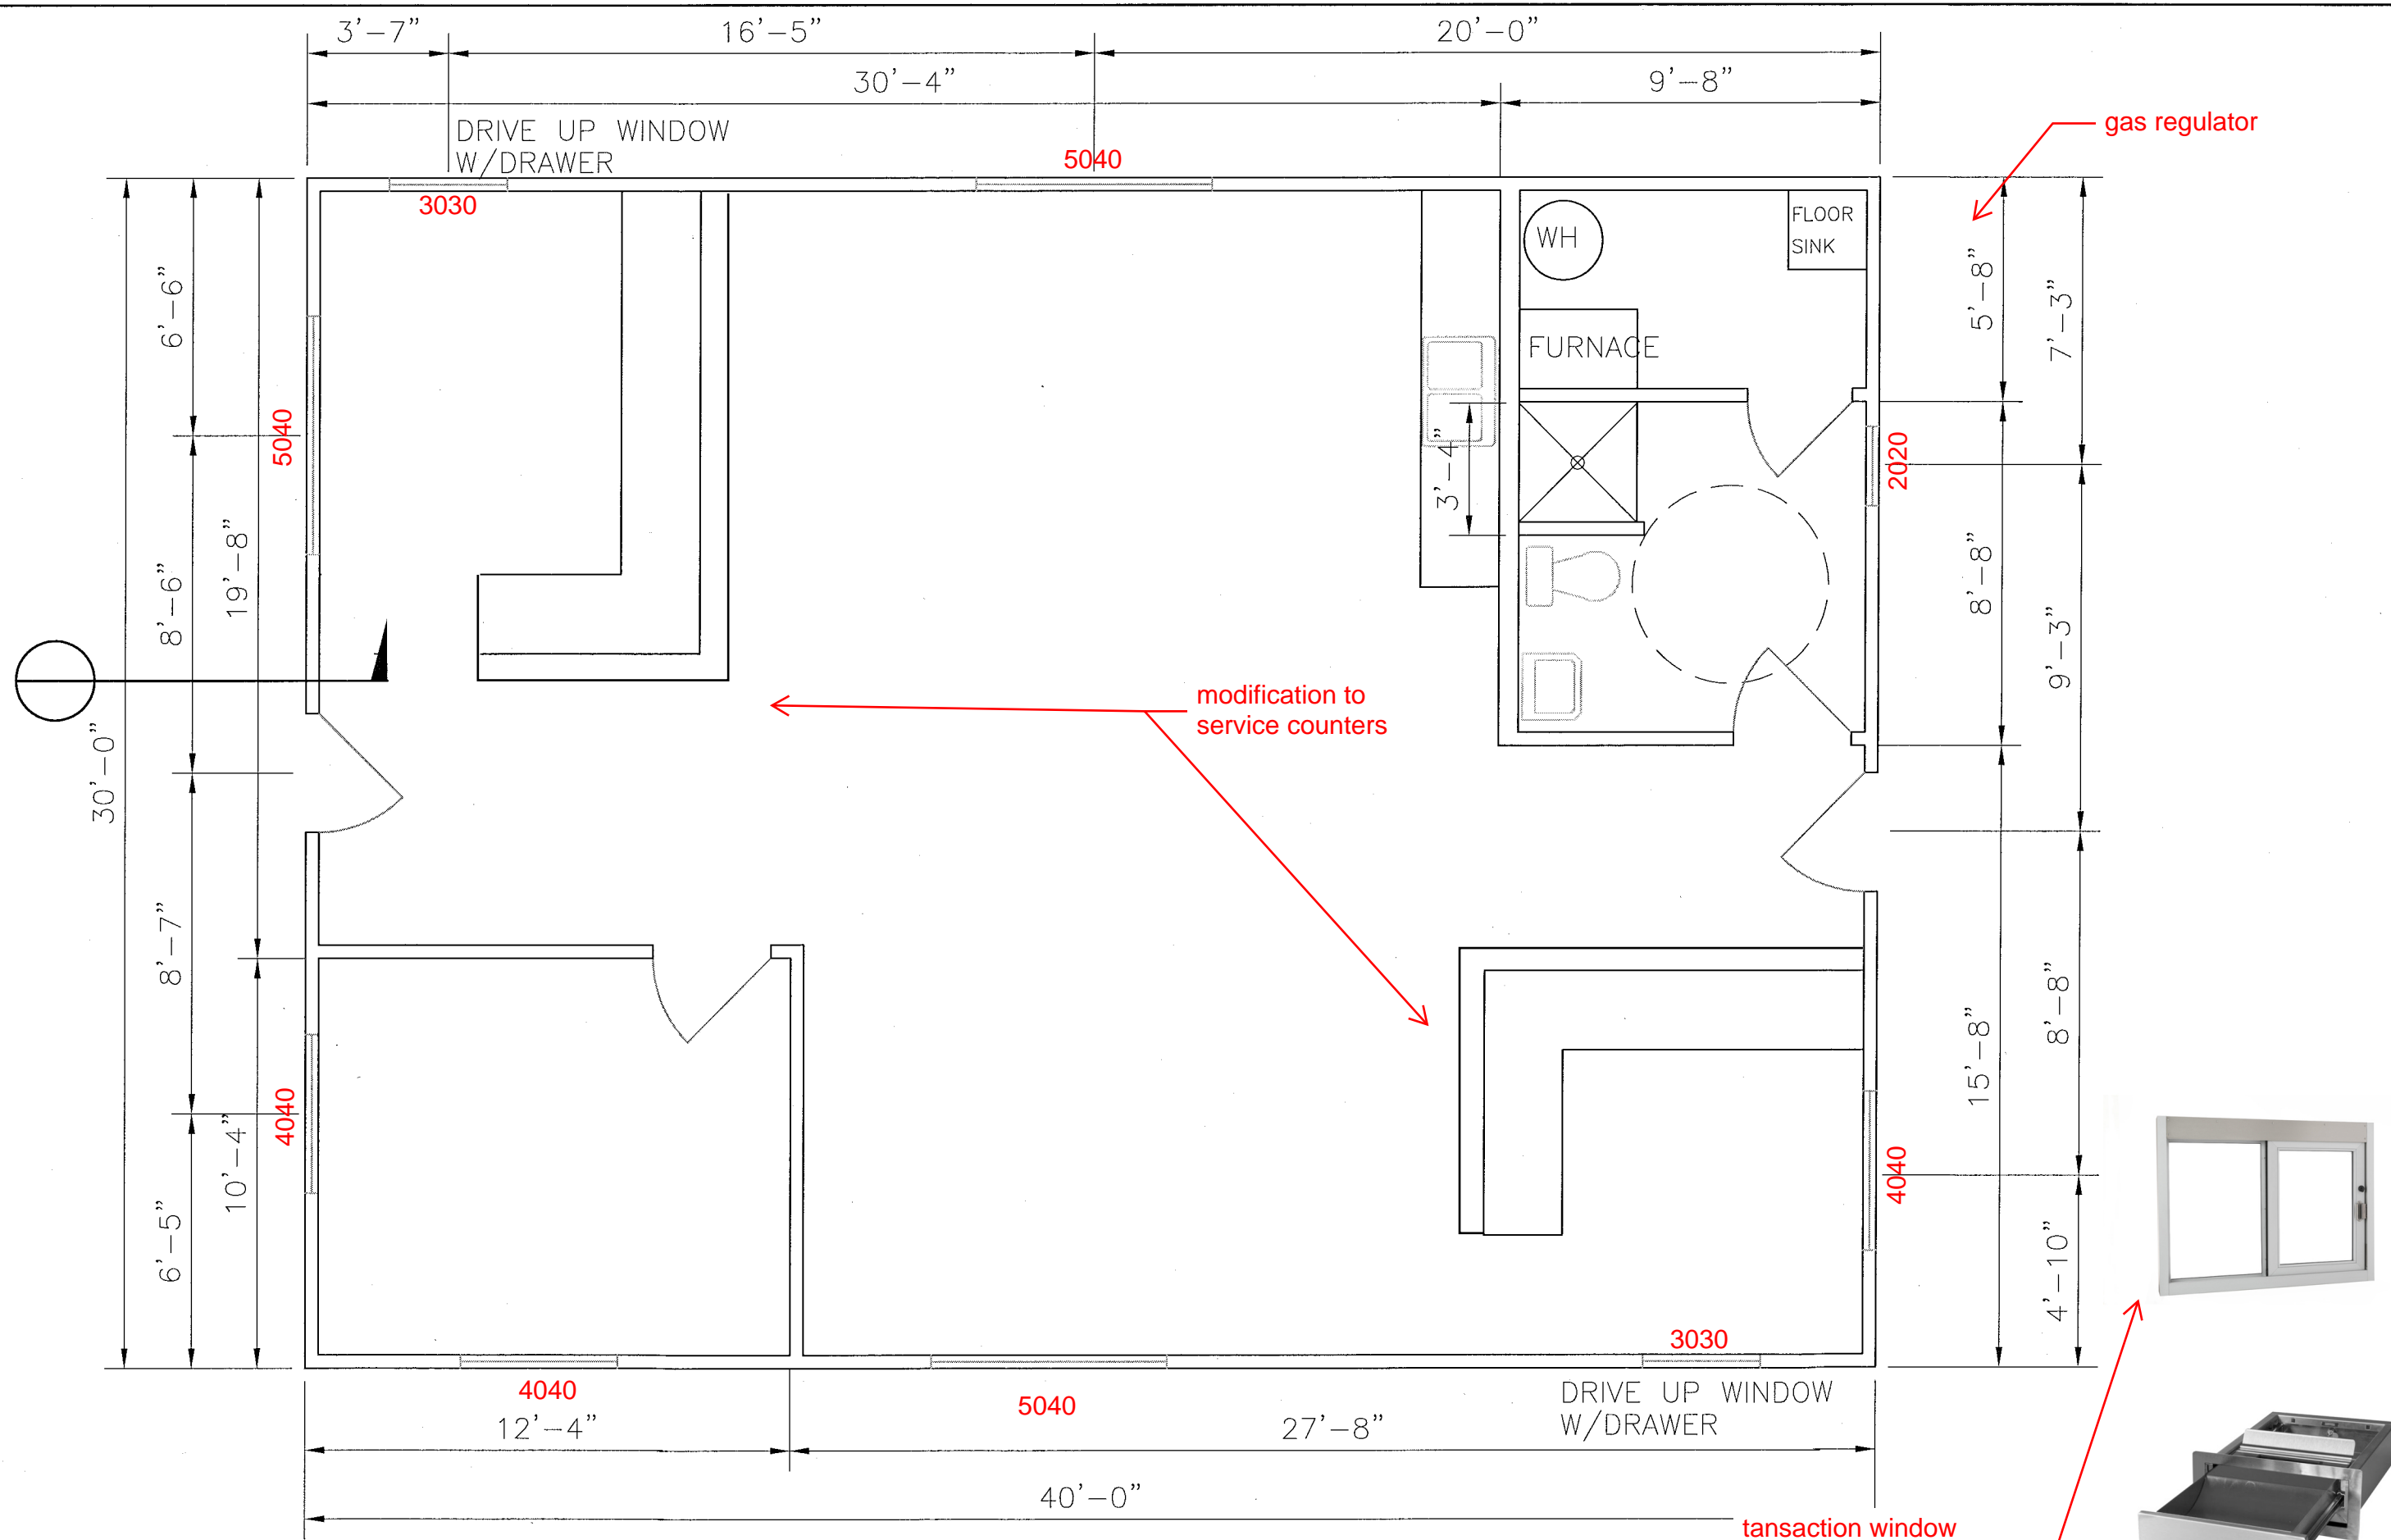 3'-7"
16'-5"
20'-0"
30'-4"
9'-8"
gas regulator
DRIVE UP WINDOW
W/DRAWER
5040
3030
FLOOR
SINK
WH
FURNACE
6'-6"
5'-8"
7'-3"
5040
3'-4"
2020
8'-6"
19'-8"
8'-8"
9'-3"
modification to
service counters
30'-0"
8'-7"
15'-8"
8'-8"
4040
10'-4"
4040
6'-5"
4'-10"
3030
4040
5040
DRIVE UP WINDOW
W/DRAWER
12'-4"
27'-8"
40'-0"
tansaction window